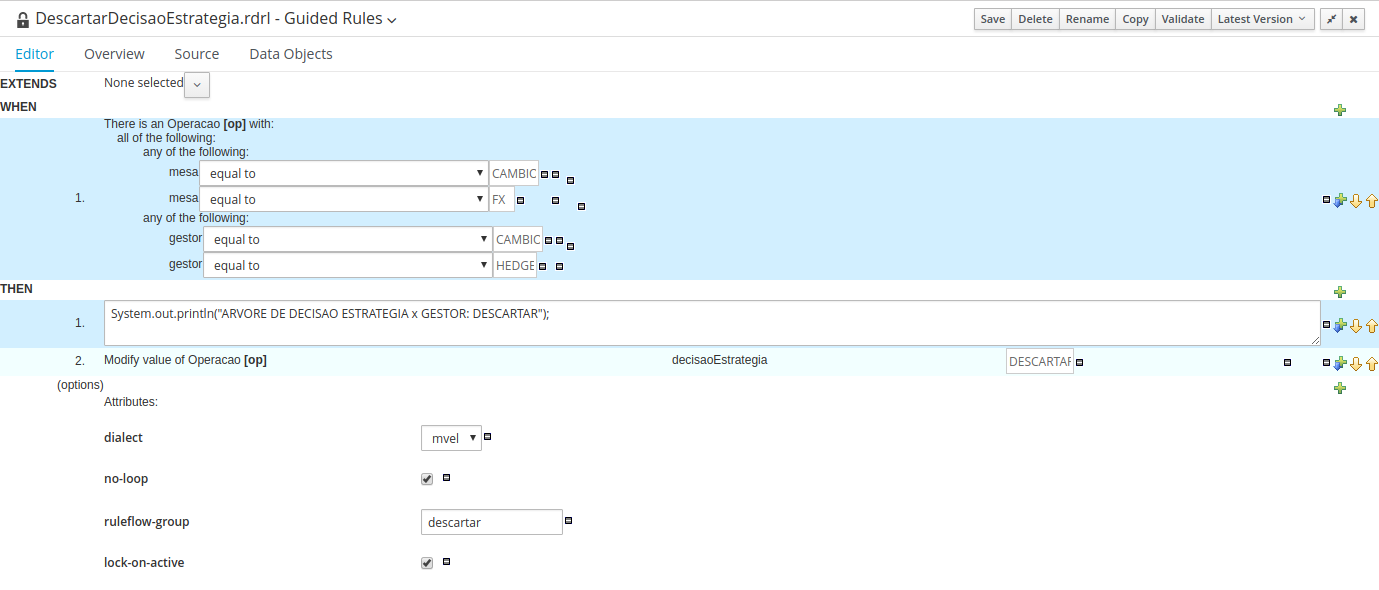 DescartarDecisaoEstrategia.rdrl - Guided Rules
Save Delete Rename Copy Validate Latest Version
Editor Overview Source Data Objects
EXTENDS None selected
WHEN
There is an Operacao [op] with:
all of the following:
any of the following:
mesa equal to CAMBIO
1. mesa equal to FX
any of the following:
gestor equal to CAMBIO
gestor equal to HEDGE
THEN
1. System.out.println("ARVORE DE DECISAO ESTRATEGIA x GESTOR: DESCARTAR");
2. Modify value of Operacao [op] decisaoEstrategia DESCARTAR
(options)
Attributes:
dialect mvel
no-loop
ruleflow-group descartar
lock-on-active